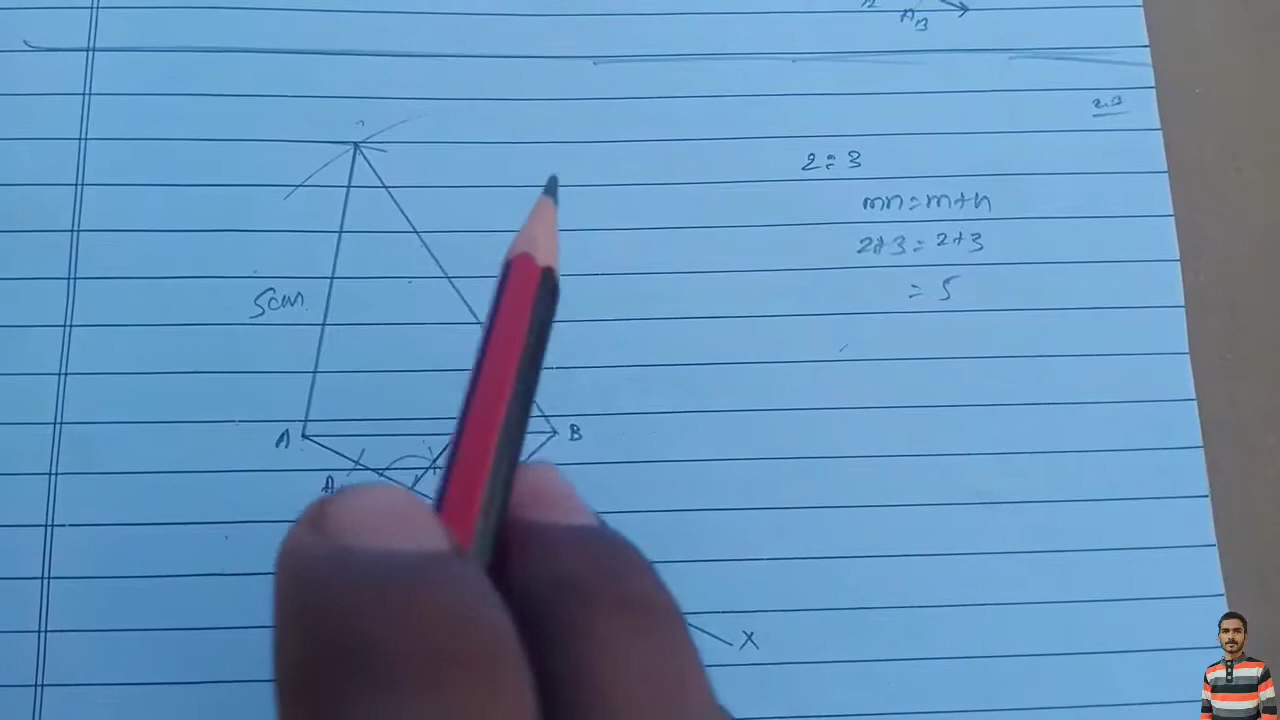 A B
2:3
mn = m+n
2+3 = 2+3
= 5
5cm.
A B
A
X